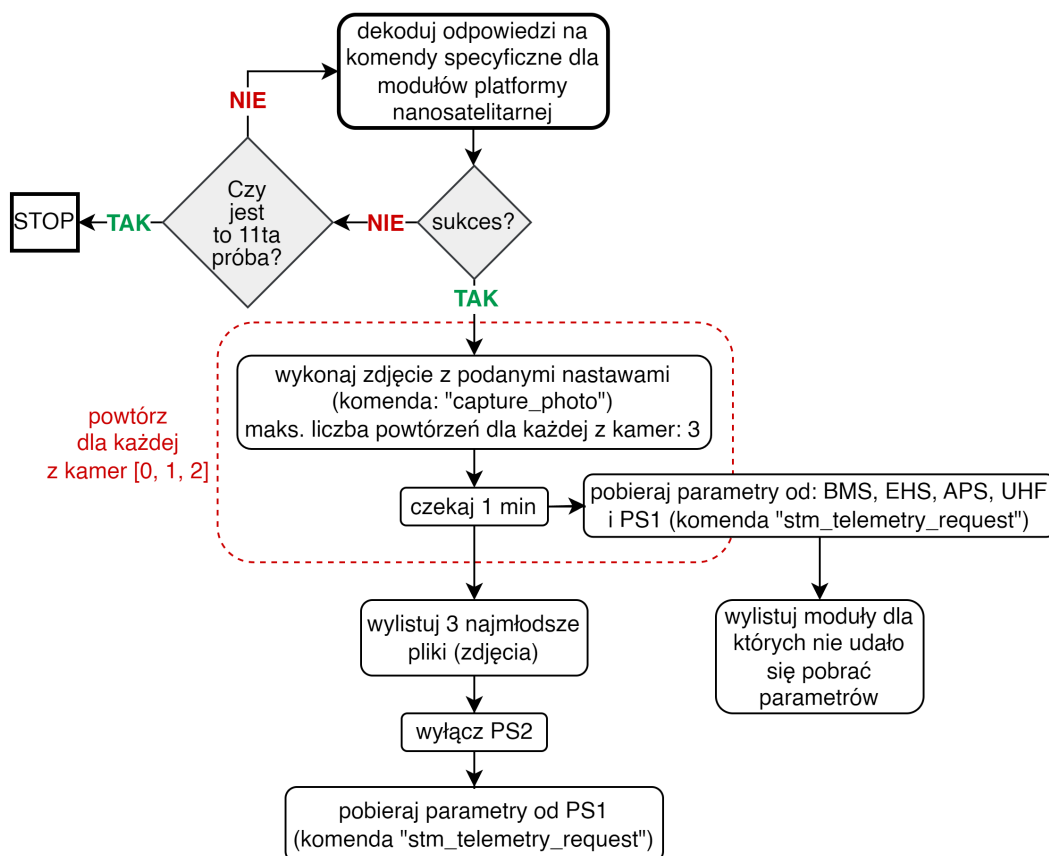 dekoduj odpowiedzi na
komendy specyficzne dla
modułów platformy
nanosatelitarnej
NIE
Czy
jest
to 11ta
próba?
STOP
TAK
NIE
sukces?
TAK
wykonaj zdjęcie z podanymi nastawami
(komenda: "capture_photo")
maks. liczba powtórzeń dla każdej z kamer: 3
powtórz
dla każdej
z kamer [0, 1, 2]
czekaj 1 min
pobieraj parametry od: BMS, EHS, APS, UHF
i PS1 (komenda "stm_telemetry_request")
wylistuj 3 najmłodsze
pliki (zdjęcia)
wylistuj moduły dla
których nie udało
się pobrać
parametrów
wyłącz PS2
pobieraj parametry od PS1
(komenda "stm_telemetry_request")